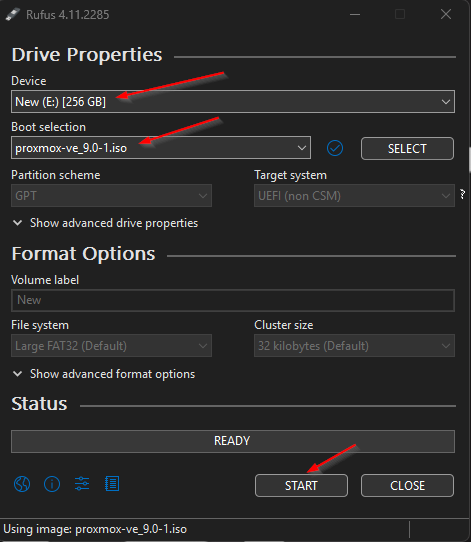 Rufus 4.11.2285
Drive Properties
Device
New (E:) [256 GB]
Boot selection
proxmox-ve_9.0-1.iso
SELECT
Partition scheme
Target system
GPT
UEFI (non CSM)
?
Show advanced drive properties
Format Options
Volume label
New
File system
Cluster size
Large FAT32 (Default)
32 kilobytes (Default)
Show advanced format options
Status
READY
START
CLOSE
Using image: proxmox-ve_9.0-1.iso